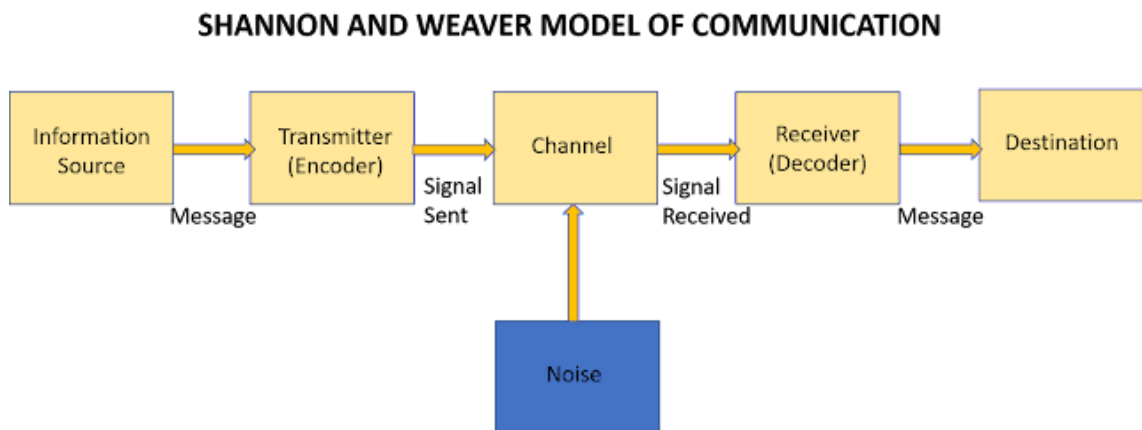 SHANNON AND WEAVER MODEL OF COMMUNICATION
Information
Source
Message
Transmitter
(Encoder)
Signal
Sent
Channel
Signal
Received
Receiver
(Decoder)
Message
Destination
Noise